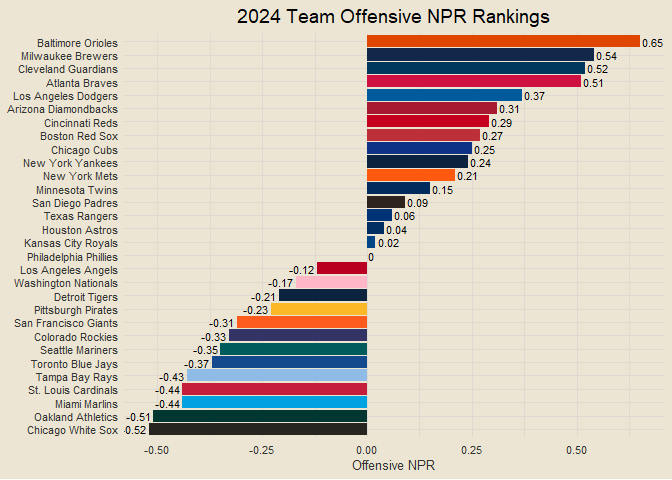 2024 Team Offensive NPR Rankings
Baltimore Orioles 0.65
Milwaukee Brewers 0.54
Cleveland Guardians 0.52
Atlanta Braves 0.51
Los Angeles Dodgers 0.37
Arizona Diamondbacks 0.31
Cincinnati Reds 0.29
Boston Red Sox 0.27
Chicago Cubs 0.25
New York Yankees 0.24
New York Mets 0.21
Minnesota Twins 0.15
San Diego Padres 0.09
Texas Rangers 0.06
Houston Astros 0.04
Kansas City Royals 0.02
Philadelphia Phillies 0
Los Angeles Angels -0.12
Washington Nationals -0.17
Detroit Tigers -0.21
Pittsburgh Pirates -0.23
San Francisco Giants -0.31
Colorado Rockies -0.33
Seattle Mariners -0.35
Toronto Blue Jays -0.37
Tampa Bay Rays -0.43
St. Louis Cardinals -0.44
Miami Marlins -0.44
Oakland Athletics -0.51
Chicago White Sox -0.52
-0.50 -0.25 0.00 0.25 0.50
Offensive NPR